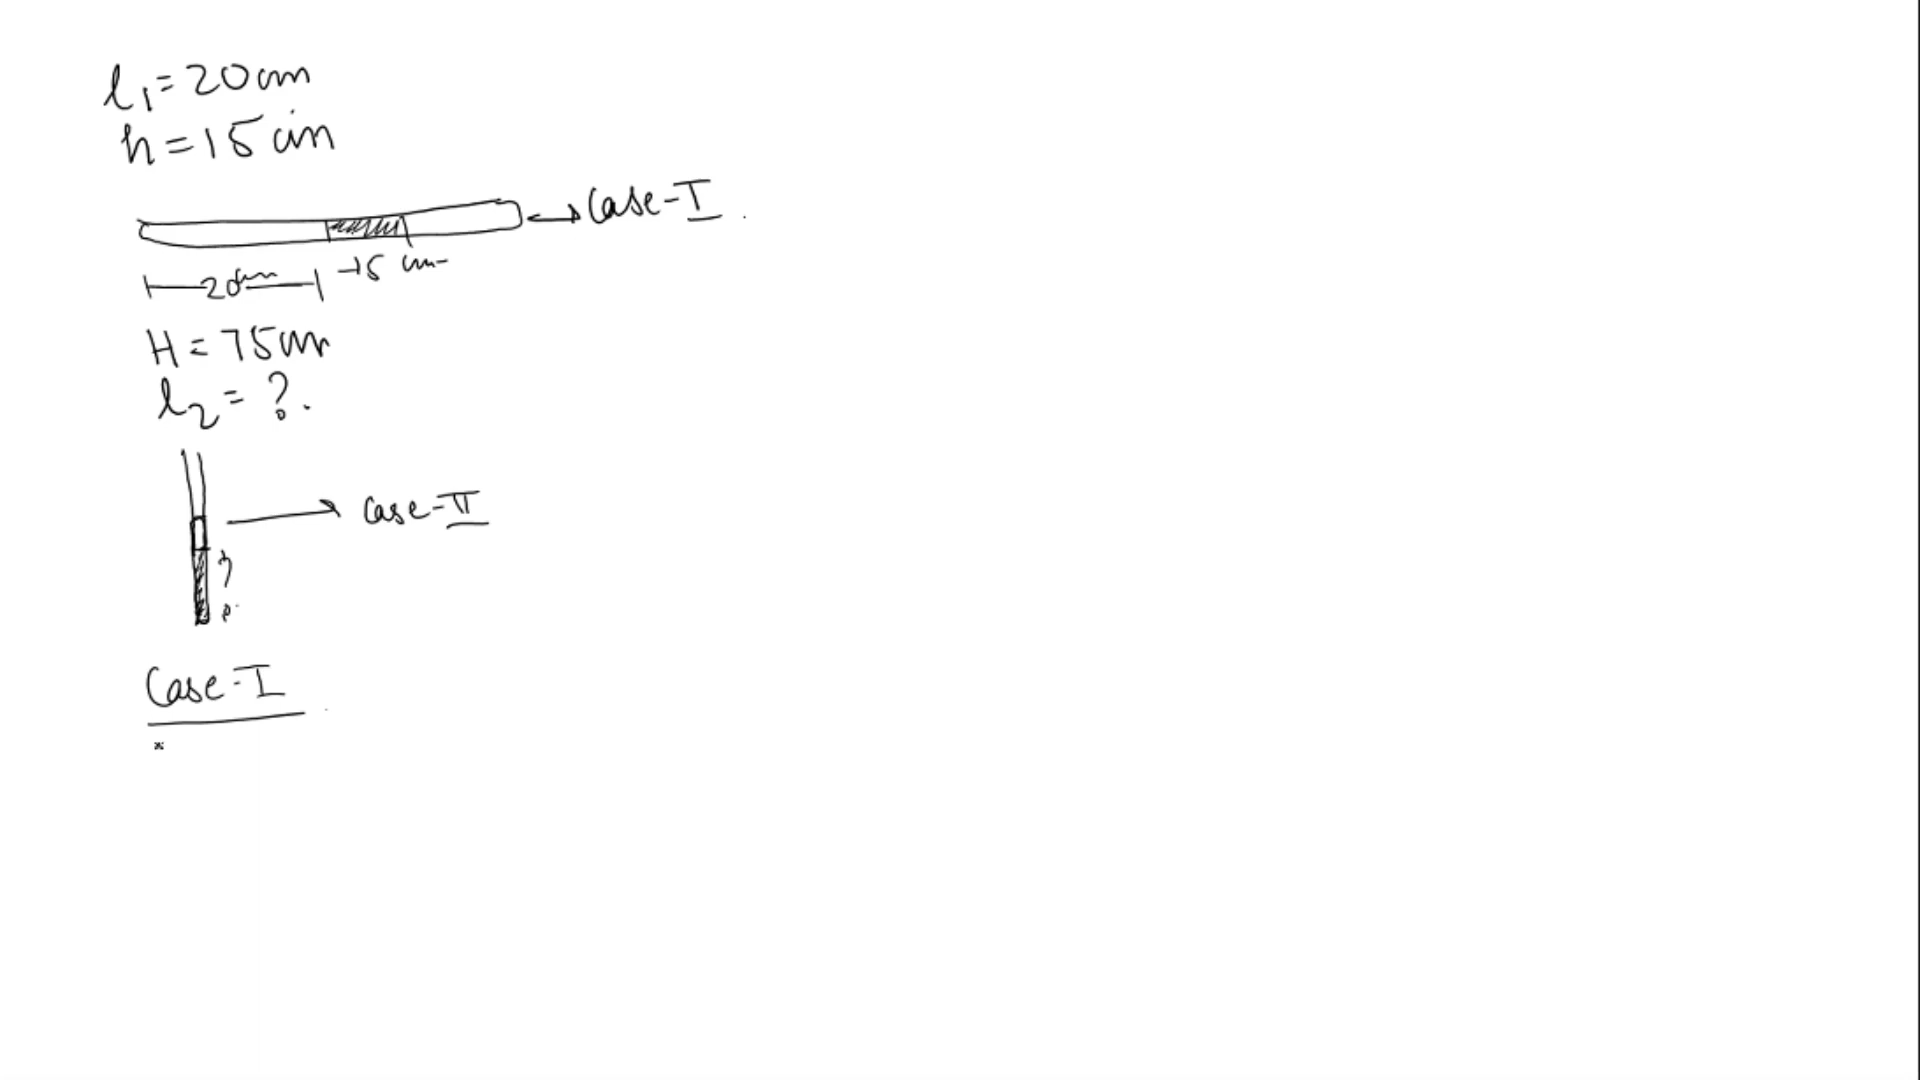 l₁ = 20 cm
h = 15 cm
Case-I
20 cm
15 cm
H = 75 cm
l₂ = ?.
Case-II
Case-I